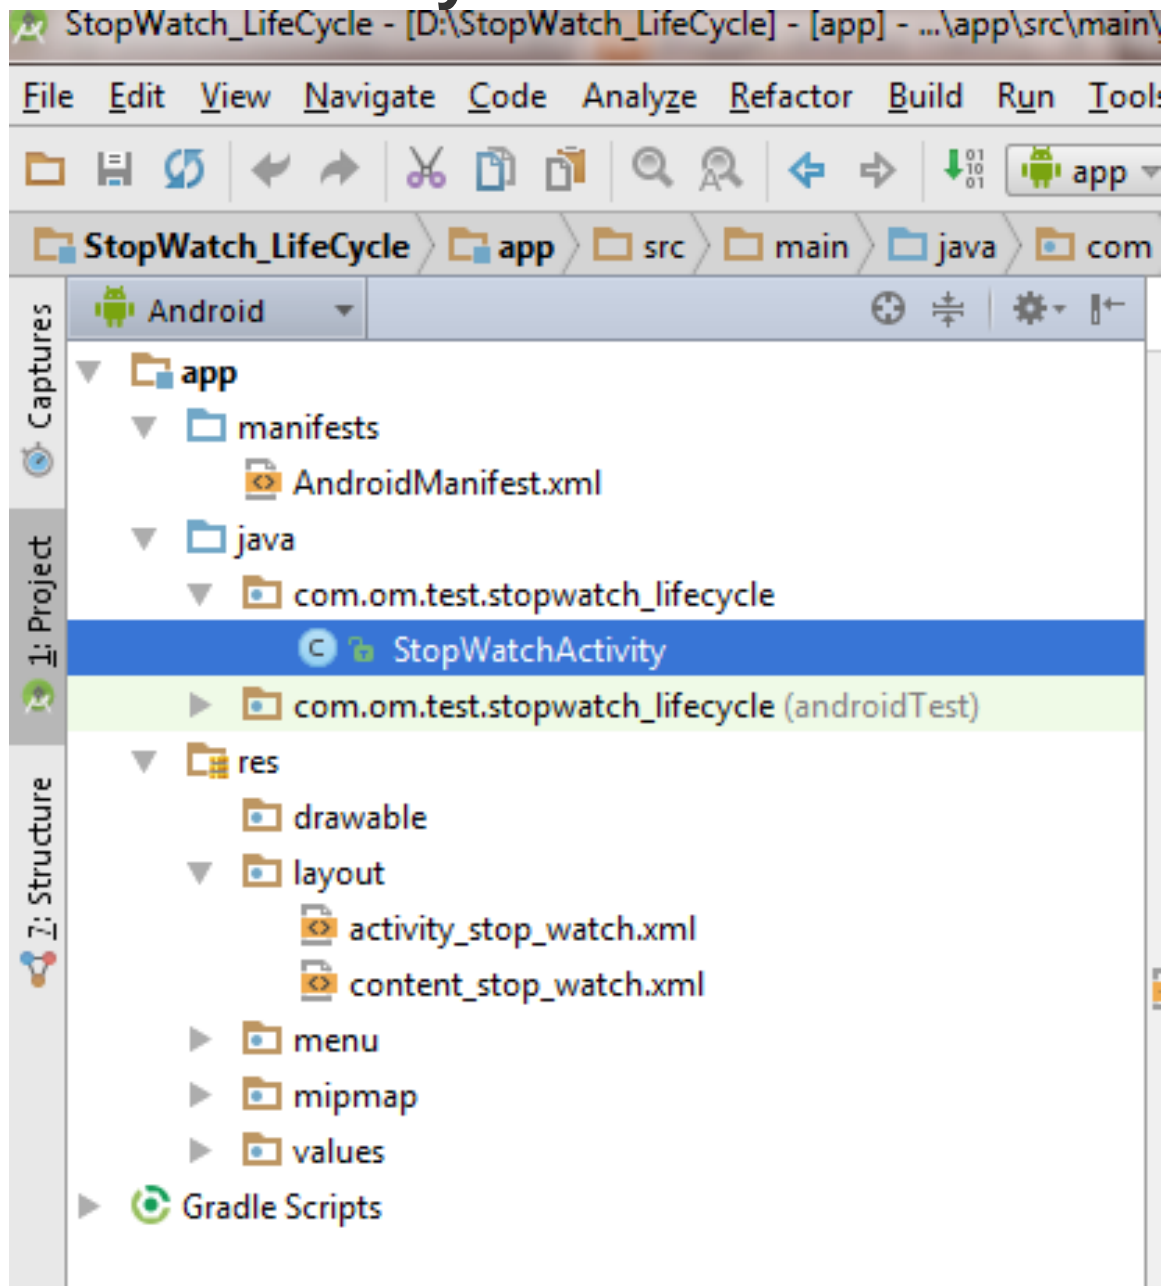 StopWatch_LifeCycle - [D:\StopWatch_LifeCycle] - [app] - ...\app\src\main\
File Edit View Navigate Code Analyze Refactor Build Run Tools
app
StopWatch_LifeCycle app src main java com
Android
app
manifests
AndroidManifest.xml
java
com.om.test.stopwatch_lifecycle
StopWatchActivity
com.om.test.stopwatch_lifecycle (androidTest)
res
drawable
layout
activity_stop_watch.xml
content_stop_watch.xml
menu
mipmap
values
Gradle Scripts
Captures
1: Project
7: Structure